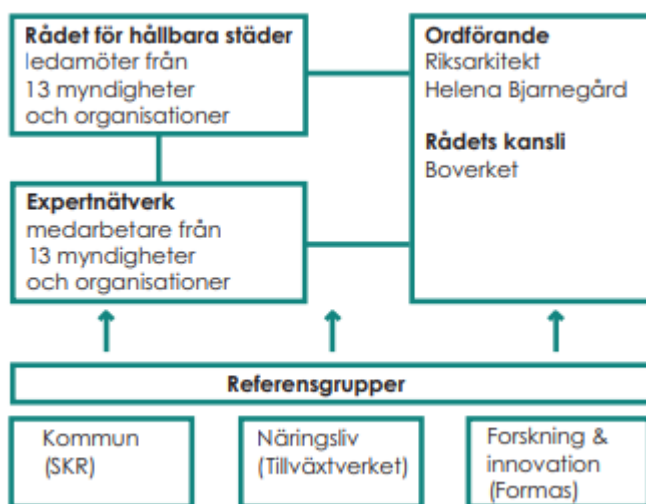 Rådet för hållbara städer
ledamöter från
13 myndigheter
och organisationer
Ordförande
Riksarkitekt
Helena Bjarnegård
Rådets kansli
Boverket
Expertnätverk
medarbetare från
13 myndigheter
och organisationer
Referensgrupper
Kommun
(SKR)
Näringsliv
(Tillväxtverket)
Forskning &
innovation
(Formas)